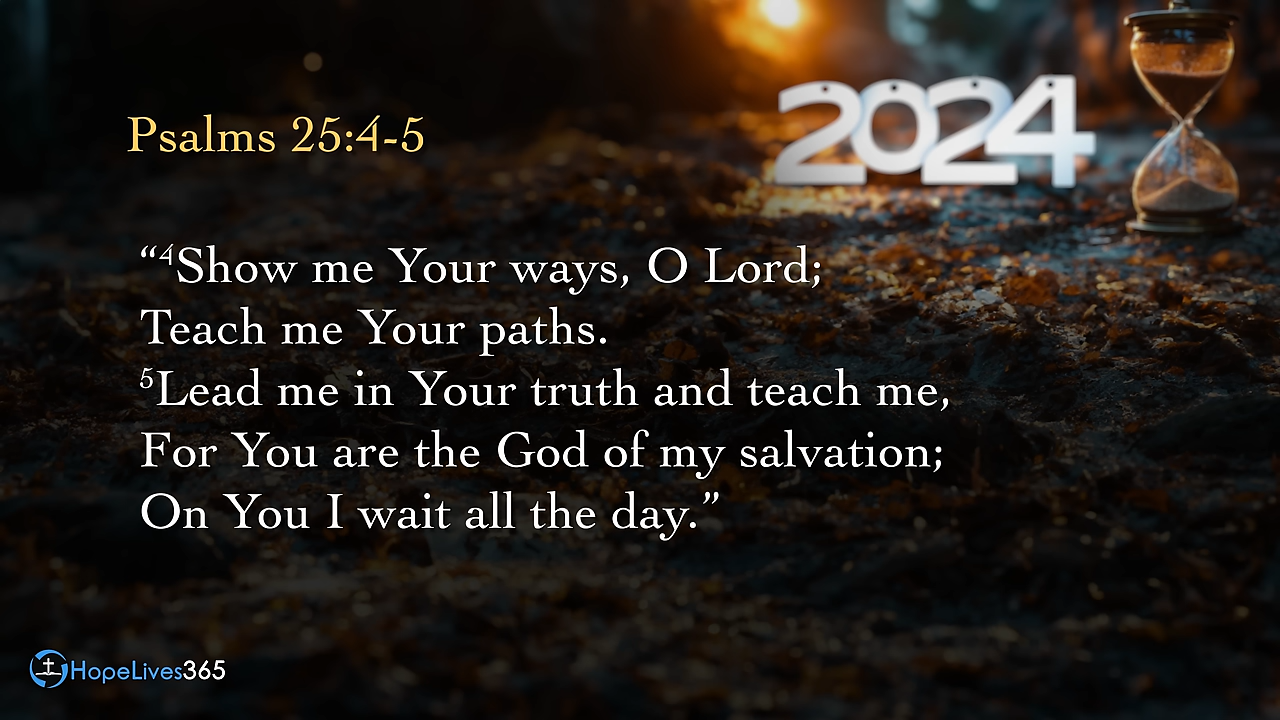 2024
Psalms 25:4-5
“⁴Show me Your ways, O Lord;
Teach me Your paths.
⁵Lead me in Your truth and teach me,
For You are the God of my salvation;
On You I wait all the day.”
HopeLives365